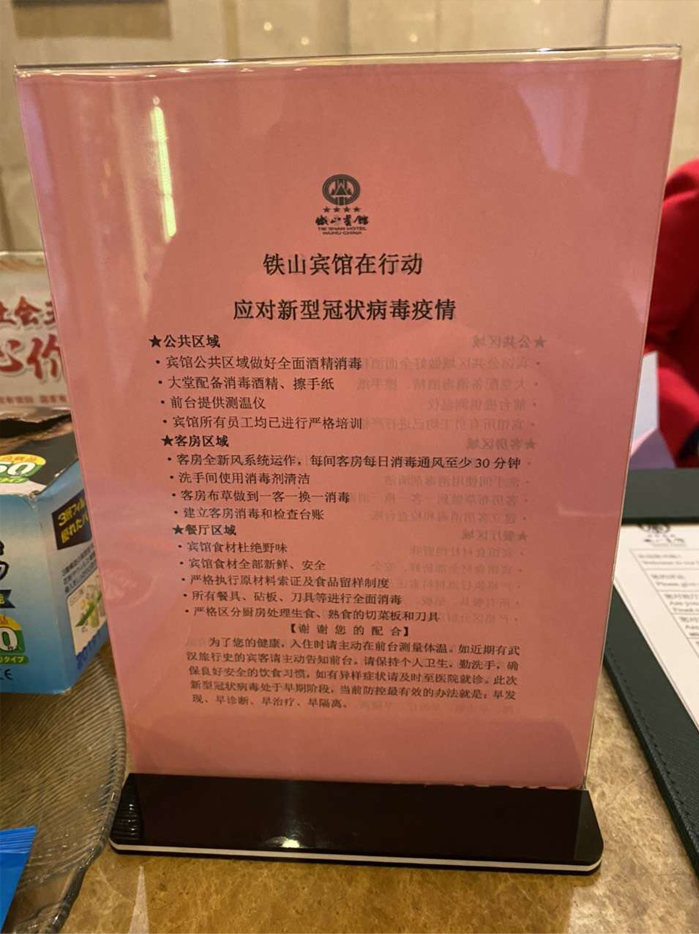 铁山宾馆
TIE SHAN HOTEL
WUHU CHINA
铁山宾馆在行动
应对新型冠状病毒疫情
★公共区域
·宾馆公共区域做好全面酒精消毒
·大堂配备消毒酒精、擦手纸
·前台提供测温仪
·宾馆所有员工均已进行严格培训
★客房区域
·客房全新风系统运作，每间客房每日消毒通风至少30分钟
·洗手间使用消毒剂清洁
·客房布草做到一客一换一消毒
·建立客房消毒和检查台账
★餐厅区域
·宾馆食材杜绝野味
·宾馆食材全部新鲜、安全
·严格执行原材料索证及食品留样制度
·所有餐具、砧板、刀具等进行全面消毒
·严格区分厨房处理生食、熟食的切菜板和刀具
【谢谢您的配合】
为了您的健康，入住时请主动在前台测量体温。如近期有武
汉旅行史的宾客请主动告知前台。请保持个人卫生，勤洗手，确
保良好安全的饮食习惯，如有异样症状请及时至医院就诊。此次
新型冠状病毒处于早期阶段，当前防控最有效的办法就是：早发
现、早诊断、早治疗、早隔离。
社会主
心价